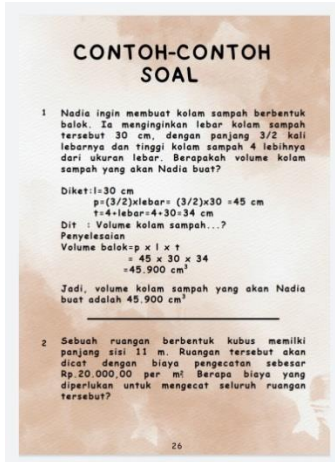 CONTOH-CONTOH
SOAL
1 Nadia ingin membuat kolam sampah berbentuk
balok. Ia menginginkan lebar kolam sampah
tersebut 30 cm, dengan panjang 3/2 kali
lebarnya dan tinggi kolam sampah 4 lebihnya
dari ukuran lebar. Berapakah volume kolam
sampah yang akan Nadia buat?
Diket:l=30 cm
p=(3/2)xlebar= (3/2)x30 =45 cm
t=4+lebar=4+30=34 cm
Dit : Volume kolam sampah...?
Penyelesaian
Volume balok=p x l x t
= 45 x 30 x 34
=45.900 cm³
Jadi, volume kolam sampah yang akan Nadia
buat adalah 45.900 cm³
2 Sebuah ruangan berbentuk kubus memilki
panjang sisi 11 m. Ruangan tersebut akan
dicat dengan biaya pengecatan sebesar
Rp.20.000,00 per m². Berapa biaya yang
diperlukan untuk mengecat seluruh ruangan
tersebut?
26